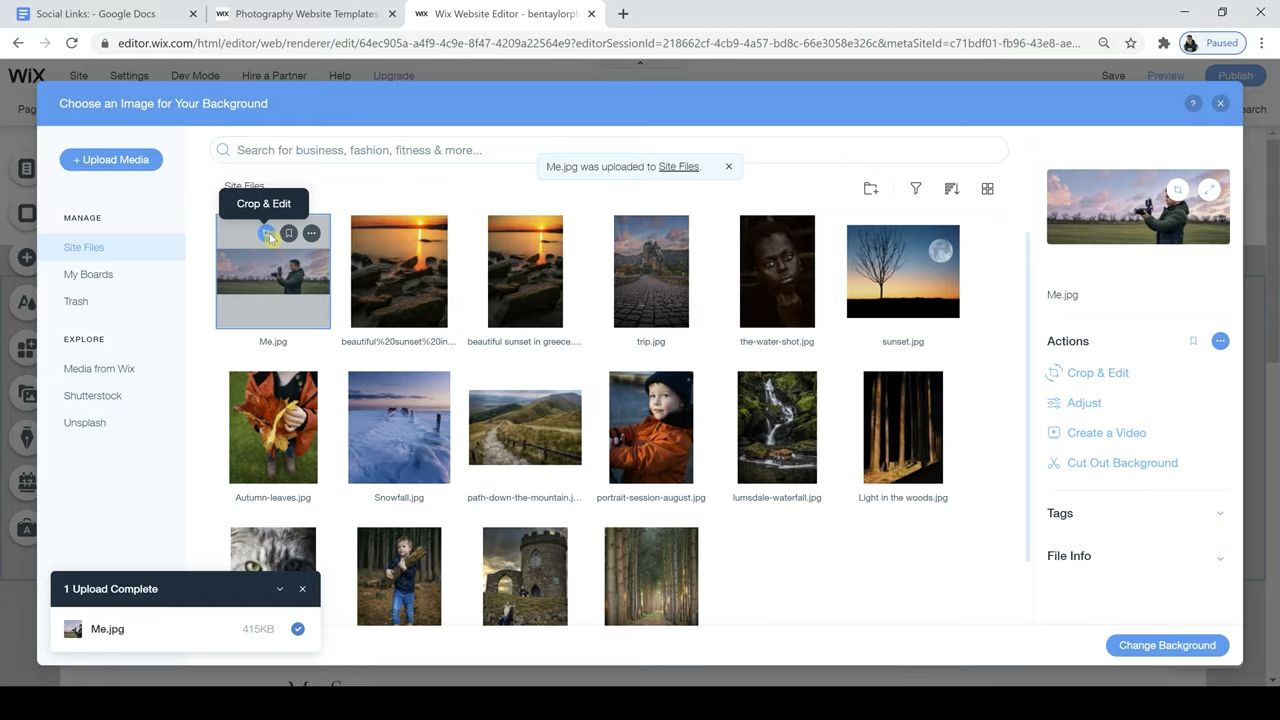 Social Links: - Google Docs
Photography Website Templates
Wix Website Editor - bentaylorph
editor.wix.com/html/editor/web/renderer/edit/64ec905a-a4f9-4c9e-8f47-4209a22564e9?editorSessionId=218662cf-4cb9-4a57-bd8c-66e3058e326c&metaSiteId=c71bdf01-fb96-43e8-ae...
Paused
WiX
Site
Settings
Dev Mode
Hire a Partner
Help
Upgrade
Save
Preview
Publish
Choose an Image for Your Background
?
+ Upload Media
Search for business, fashion, fitness & more...
Me.jpg was uploaded to Site Files.
Site Files
Crop & Edit
MANAGE
Site Files
My Boards
Trash
EXPLORE
Media from Wix
Shutterstock
Unsplash
Me.jpg
beautiful%20sunset%20in...
beautiful sunset in greece....
trip.jpg
the-water-shot.jpg
sunset.jpg
Autumn-leaves.jpg
Snowfall.jpg
path-down-the-mountain.j...
portrait-session-august.jpg
lumsdale-waterfall.jpg
Light in the woods.jpg
Me.jpg
Actions
Crop & Edit
Adjust
Create a Video
Cut Out Background
Tags
File Info
1 Upload Complete
Me.jpg
415KB
Change Background